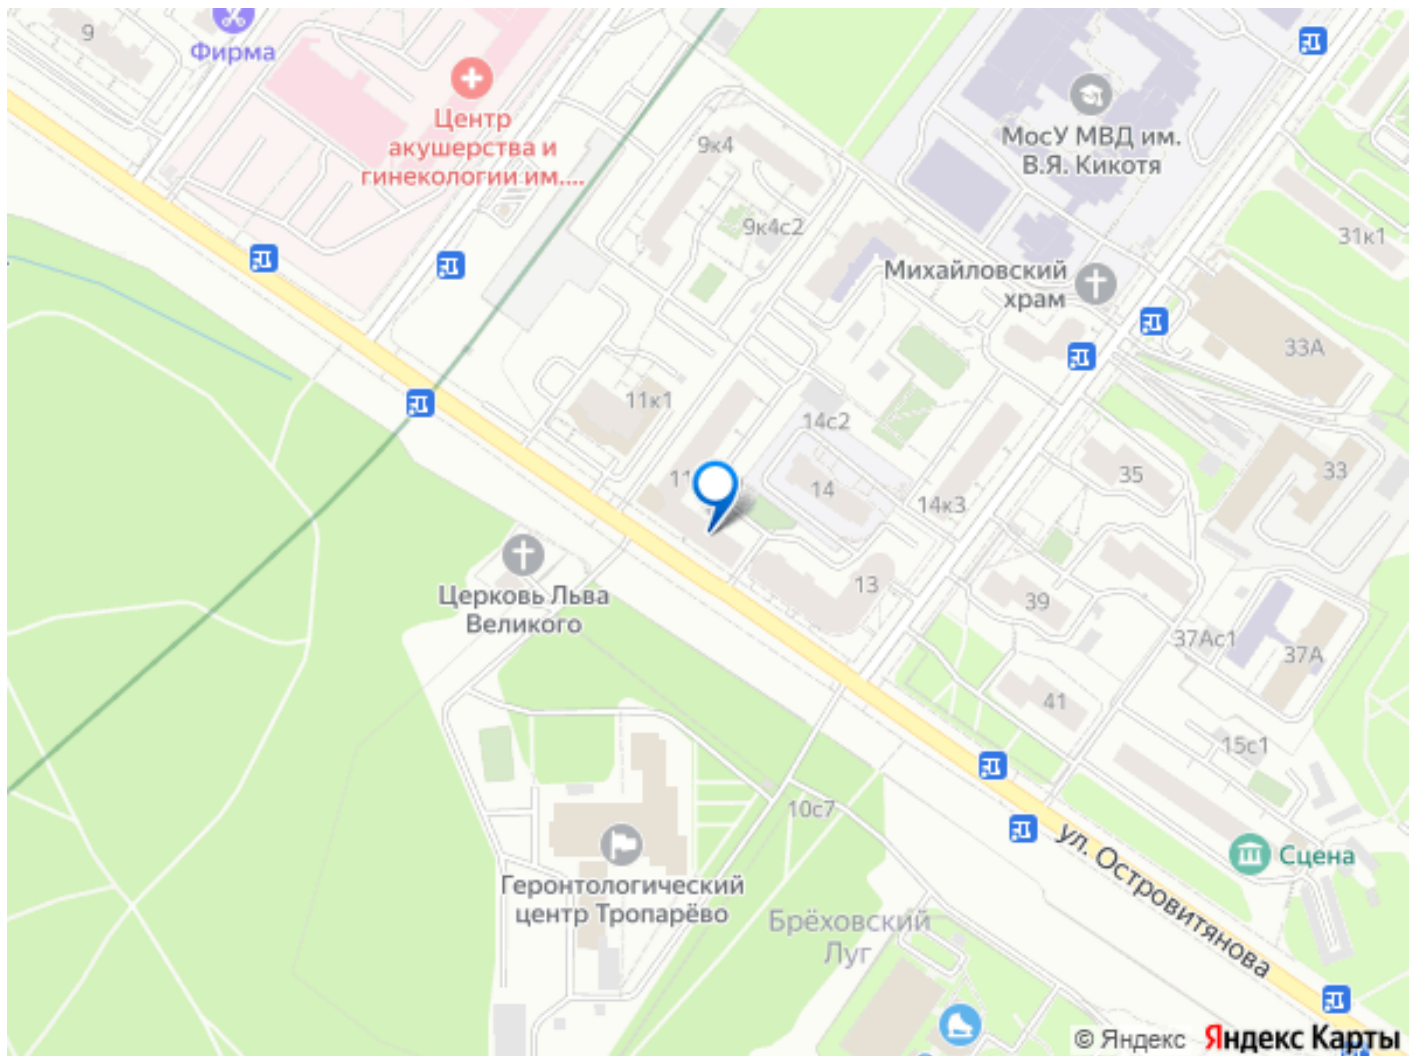 9
Фирма
Центр
акушерства и
гинекологии им....
9к4
МосУ МВД им.
В.Я. Кикотя
9к4с2
31к1
Михайловский
храм
33А
11к1
14с2
35
33
14
14к3
Церковь Льва
Великого
13
39
37Ас1
37А
41
15с1
10с7
ул. Островитянова
Сцена
Геронтологический
центр Тропарёво
Брёховский
Луг
© Яндекс Яндекс Карты